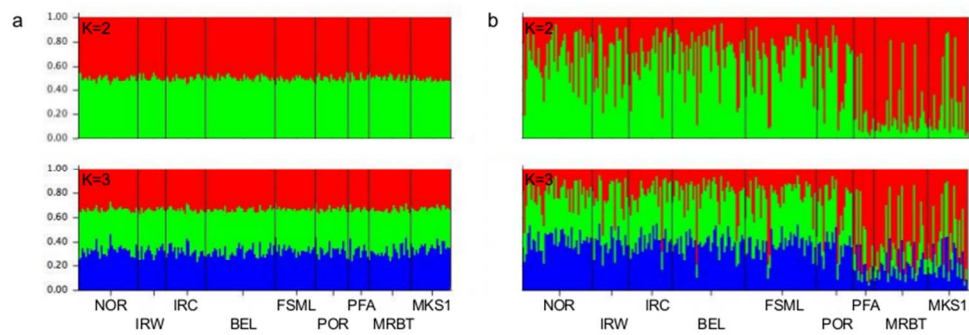 a
b
K=2
1.00
0.80
0.60
0.40
0.20
0.00
K=2
K=3
1.00
0.80
0.60
0.40
0.20
0.00
K=3
NOR IRC FSML PFA MKS1
IRW BEL POR MRBT
NOR IRC FSML PFA MKS1
IRW BEL POR MRBT